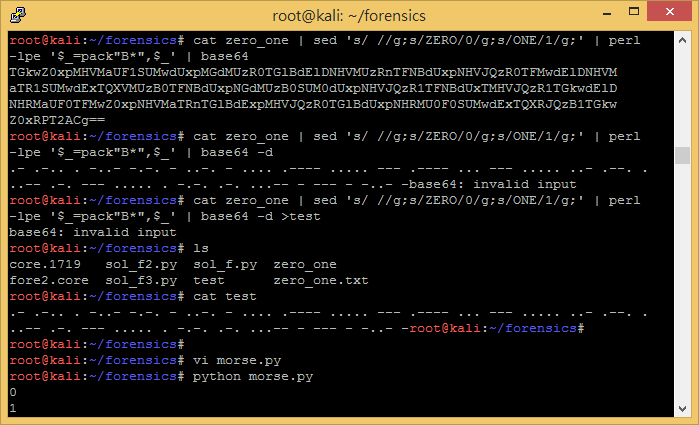 root@kali: ~/forensics
root@kali:~/forensics# cat zero_one | sed 's/ //g;s/ZERO/0/g;s/ONE/1/g;' | perl
-lpe '$_=pack"B*",$_' | base64
TGkwZ0xpMHVMaUF1SUMwdUxpMGdMUzR0TGlBdElDNHVMUzRnTFNBdUxpNHVJQzR0TFMwdElDNHVM
aTR1SUMwdExTQXVMUzB0TFNBdUxpNGdMUzB0SUM0dUxpNHVJQzR1TFNBdUxTMHVJQzR1TGkwdElD
NHRMaUF0TFMwZ0xpNHVMaTRnTGlBdExpMHVJQzR0TGlBdUxpNHRMU0F0SUMwdExTQXRJQzB1TGkw
Z0xRPT2ACg==
root@kali:~/forensics# cat zero_one | sed 's/ //g;s/ZERO/0/g;s/ONE/1/g;' | perl
-lpe '$_=pack"B*",$_' | base64 -d
.- .-.. . -..- -.-. - ..-. - .... .---- ..... --- .---- ... --- ..... ..- .--. .
..-- .-. --- ..... . -.-. .-. ...-- - --- - -..- -base64: invalid input
root@kali:~/forensics# cat zero_one | sed 's/ //g;s/ZERO/0/g;s/ONE/1/g;' | perl
-lpe '$_=pack"B*",$_' | base64 -d >test
base64: invalid input
root@kali:~/forensics# ls
core.1719 sol_f2.py sol_f.py zero_one
fore2.core sol_f3.py test zero_one.txt
root@kali:~/forensics# cat test
.- .-.. . -..- -.-. - ..-. - .... .---- ..... --- .---- ... --- ..... ..- .--. .
..-- .-. --- ..... . -.-. .-. ...-- - --- - -..- -root@kali:~/forensics#
root@kali:~/forensics#
root@kali:~/forensics# vi morse.py
root@kali:~/forensics# python morse.py
0
1